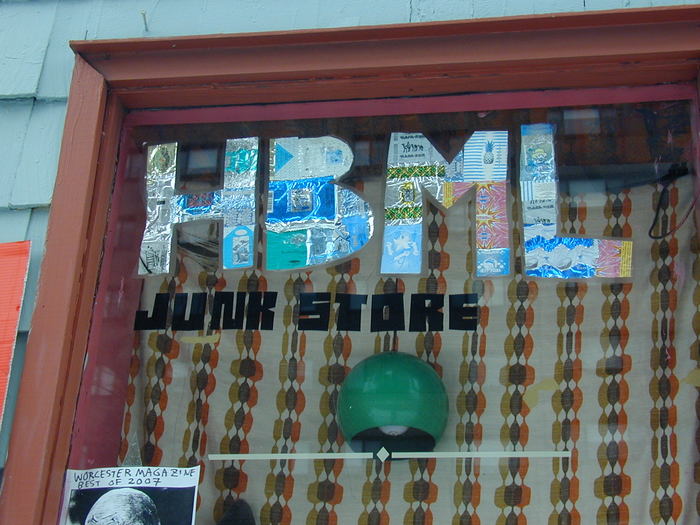 HBML
JUNK STORE
WORCESTER MAGAZINE
BEST OF 2007